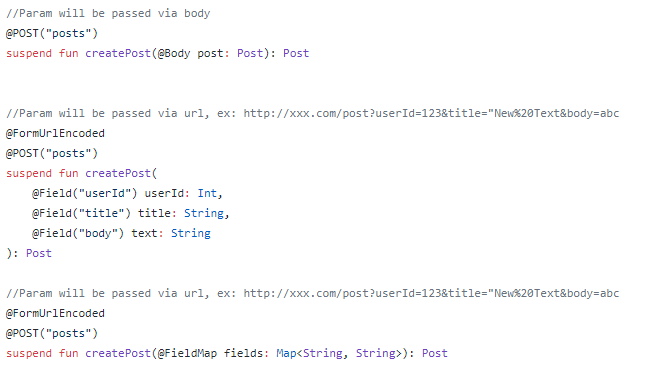 //Param will be passed via body
@POST("posts")
suspend fun createPost(@Body post: Post): Post
//Param will be passed via url, ex: http://xxx.com/post?userId=123&title="New%20Text&body=abc
@FormUrlEncoded
@POST("posts")
suspend fun createPost(
    @Field("userId") userId: Int,
    @Field("title") title: String,
    @Field("body") text: String
): Post
//Param will be passed via url, ex: http://xxx.com/post?userId=123&title="New%20Text&body=abc
@FormUrlEncoded
@POST("posts")
suspend fun createPost(@FieldMap fields: Map<String, String>): Post